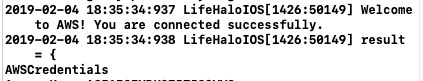 2019-02-04 18:35:34:937 LifeHaloIOS[1426:50149] Welcome
to AWS! You are connected successfully.
2019-02-04 18:35:34:938 LifeHaloIOS[1426:50149] result
= {
AWSCredentials